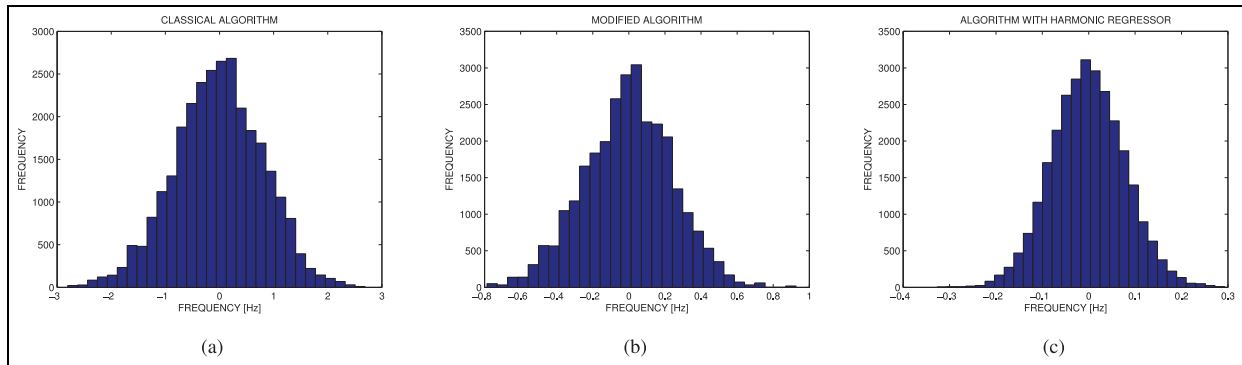 CLASSICAL ALGORITHM
3000
2500
2000
1500
1000
500
0
FREQUENCY
−3 −2 −1 0 1 2 3
FREQUENCY [Hz]
(a)
MODIFIED ALGORITHM
3500
3000
2500
2000
1500
1000
500
0
FREQUENCY
−0.8 −0.6 −0.4 −0.2 0 0.2 0.4 0.6 0.8 1
FREQUENCY [Hz]
(b)
ALGORITHM WITH HARMONIC REGRESSOR
3500
3000
2500
2000
1500
1000
500
0
FREQUENCY
−0.4 −0.3 −0.2 −0.1 0 0.1 0.2 0.3
FREQUENCY [Hz]
(c)